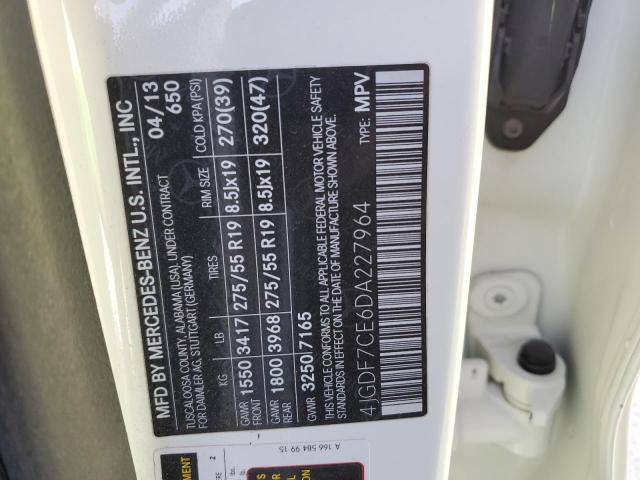 MFD BY MERCEDES-BENZ U.S. INTL., INC
TUSCALOOSA COUNTY, ALABAMA (USA), UNDER CONTRACT 04/13
FOR DAIMLER AG, STUTTGART (GERMANY) 650
KG LB TIRES RIM SIZE COLD KPA (PSI)
GAWR FRONT 1550 3417 275/55 R19 8.5Jx19 270(39)
GAWR REAR 1800 3968 275/55 R19 8.5Jx19 320(47)
GVWR 3250 7165
THIS VEHICLE CONFORMS TO ALL APPLICABLE FEDERAL MOTOR VEHICLE SAFETY
STANDARDS IN EFFECT ON THE DATE OF MANUFACTURE SHOWN ABOVE.
4JGDF7CE6DA227964 TYPE: MPV
A 166 584 99 15
2
lbs.